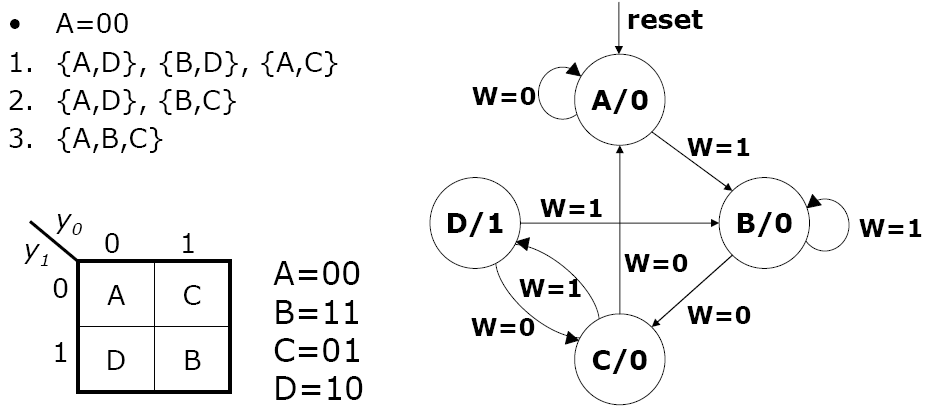 • A=00
1. {A,D}, {B,D}, {A,C}
2. {A,D}, {B,C}
3. {A,B,C}
y0
y1
0 1
0 A C
1 D B
A=00
B=11
C=01
D=10
reset
W=0
A/0
W=1
D/1
W=1
B/0
W=1
W=0
W=1
W=0
W=0
C/0